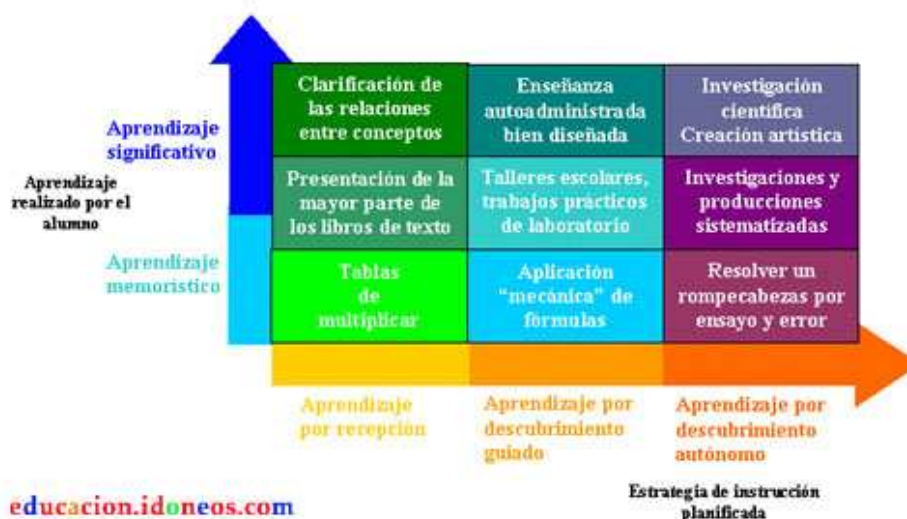 Clarificación de
las relaciones
entre conceptos
Enseñanza
autoadministrada
bien diseñada
Investigación
científica
Creación artística
Aprendizaje
significativo
Aprendizaje
realizado por el
alumno
Presentación de la
mayor parte de
los libros de texto
Talleres escolares,
trabajos prácticos
de laboratorio
Investigaciones y
producciones
sistematizadas
Aprendizaje
memorístico
Tablas
de
multiplicar
Aplicación
“mecánica” de
fórmulas
Resolver un
rompecabezas por
ensayo y error
Aprendizaje
por recepción
Aprendizaje por
descubrimiento
guiado
Aprendizaje por
descubrimiento
autónomo
Estrategia de instrucción
planificada
educacion.idoneos.com